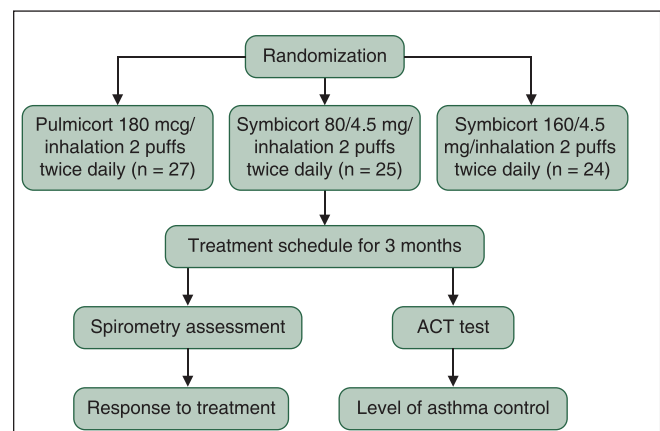 Randomization
Pulmicort 180 mcg/
inhalation 2 puffs
twice daily (n = 27)
Symbicort 80/4.5 mg/
inhalation 2 puffs
twice daily (n = 25)
Symbicort 160/4.5
mg/inhalation 2 puffs
twice daily (n = 24)
Treatment schedule for 3 months
Spirometry assessment
ACT test
Response to treatment
Level of asthma control